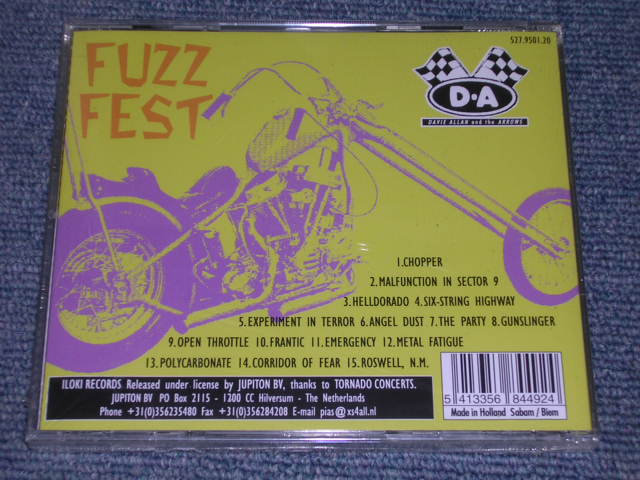 FUZZ
FEST
527.9501.20
D·A
DAVIE ALLAN and the ARROWS
1.CHOPPER
2.MALFUNCTION IN SECTOR 9
3.HELLDORADO 4.SIX-STRING HIGHWAY
5.EXPERIMENT IN TERROR 6.ANGEL DUST 7.THE PARTY 8.GUNSLINGER
9.OPEN THROTTLE 10.FRANTIC 11.EMERGENCY 12.METAL FATIGUE
13.POLYCARBONATE 14.CORRIDOR OF FEAR 15.ROSWELL, N.M.
ILOKI RECORDS Released under license by JUPITON BV, thanks to TORNADO CONCERTS.
JUPITON BV PO Box 2115 - 1200 CC Hilversum - The Netherlands
Phone +31(0)356235480 Fax +31(0)356284208 E-mail pias@xs4all.nl
5 413356 844924
Made in Holland Sabam / Biem